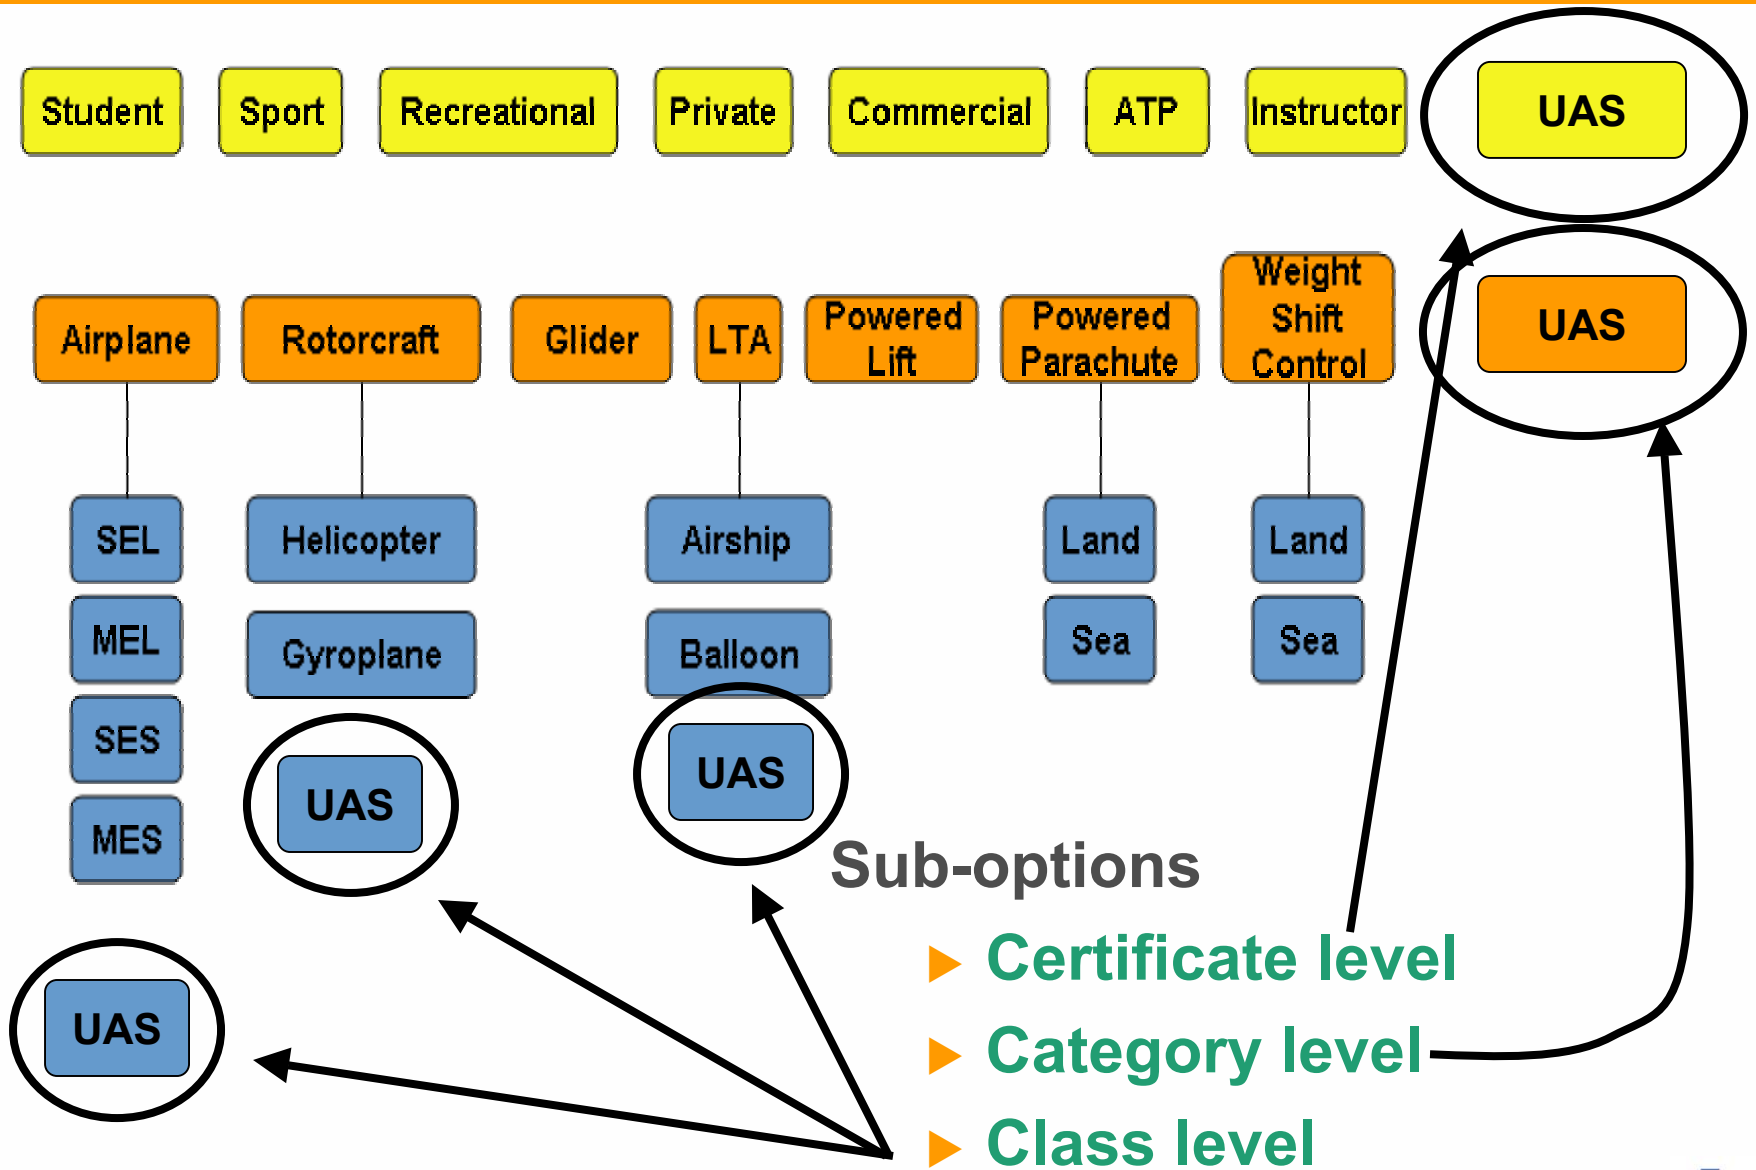 Student Sport Recreational Private Commercial ATP Instructor UAS
Airplane Rotorcraft Glider LTA Powered Lift Powered Parachute Weight Shift Control UAS
SEL Helicopter Airship Land Land
MEL Gyroplane Balloon Sea Sea
SES UAS UAS
MES
UAS
Sub-options
Certificate level
Category level
Class level